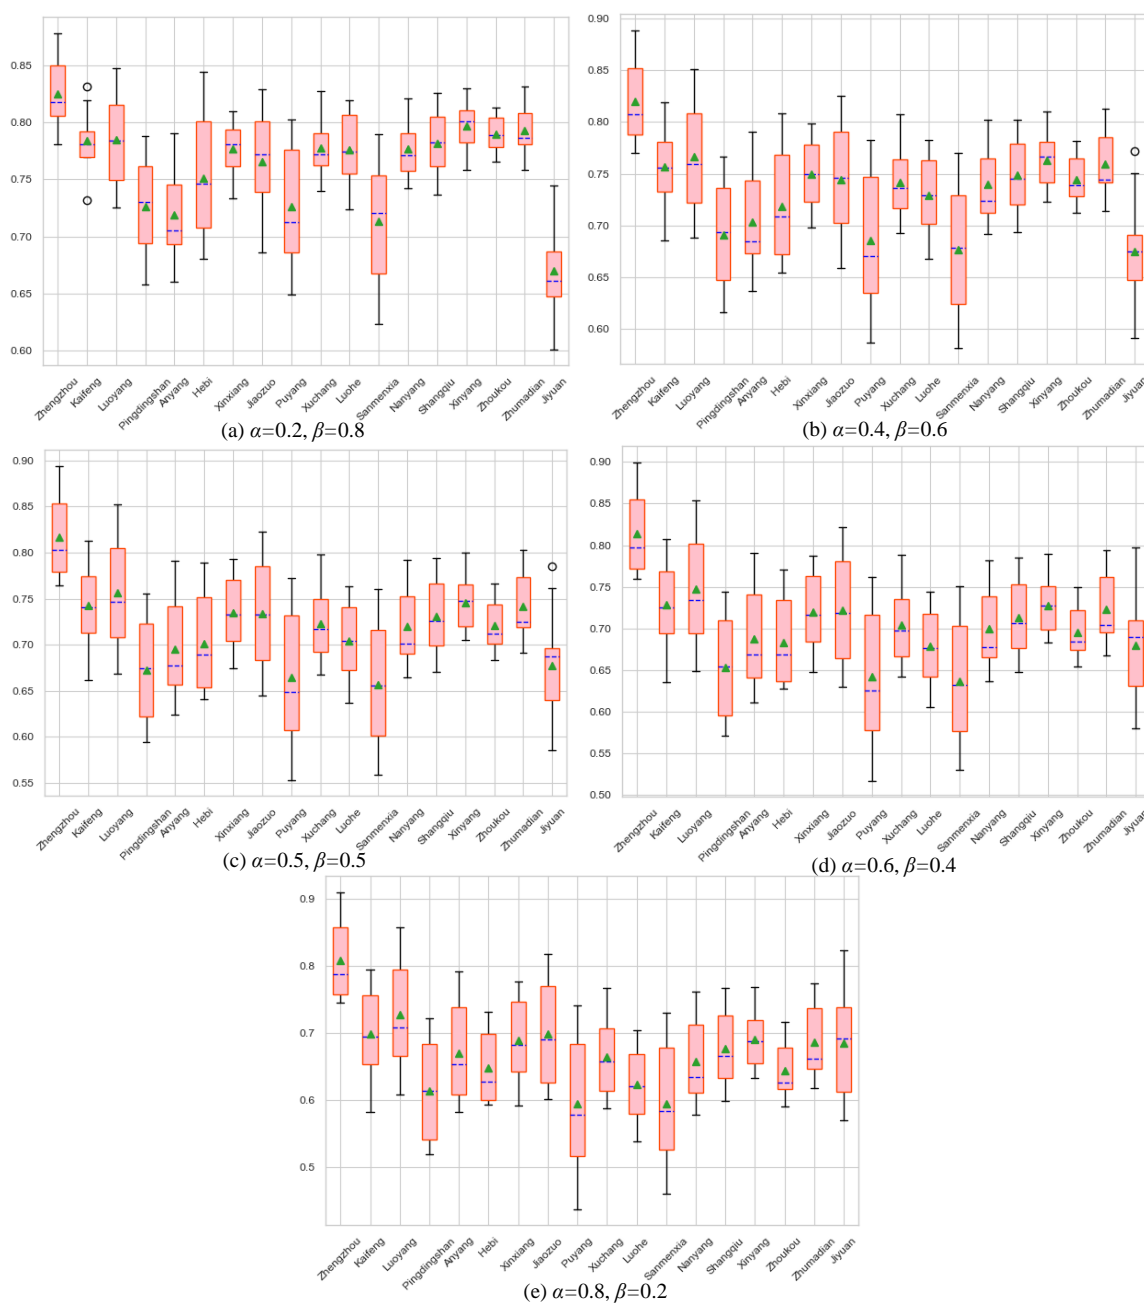 0.85
0.80
0.75
0.70
0.65
0.60
Zhengzhou
Kaifeng
Luoyang
Pingdingshan
Anyang
Hebi
Xinxiang
Jiaozuo
Puyang
Xuchang
Luohe
Sanmenxia
Nanyang
Shangqiu
Xinyang
Zhoukou
Zhumadian
Jiyuan
(a) α=0.2, β=0.8
0.90
0.85
0.80
0.75
0.70
0.65
0.60
Zhengzhou
Kaifeng
Luoyang
Pingdingshan
Anyang
Hebi
Xinxiang
Jiaozuo
Puyang
Xuchang
Luohe
Sanmenxia
Nanyang
Shangqiu
Xinyang
Zhoukou
Zhumadian
Jiyuan
(b) α=0.4, β=0.6
0.90
0.85
0.80
0.75
0.70
0.65
0.60
0.55
Zhengzhou
Kaifeng
Luoyang
Pingdingshan
Anyang
Hebi
Xinxiang
Jiaozuo
Puyang
Xuchang
Luohe
Sanmenxia
Nanyang
Shangqiu
Xinyang
Zhoukou
Zhumadian
Jiyuan
(c) α=0.5, β=0.5
0.90
0.85
0.80
0.75
0.70
0.65
0.60
0.55
0.50
Zhengzhou
Kaifeng
Luoyang
Pingdingshan
Anyang
Hebi
Xinxiang
Jiaozuo
Puyang
Xuchang
Luohe
Sanmenxia
Nanyang
Shangqiu
Xinyang
Zhoukou
Zhumadian
Jiyuan
(d) α=0.6, β=0.4
0.9
0.8
0.7
0.6
0.5
Zhengzhou
Kaifeng
Luoyang
Pingdingshan
Anyang
Hebi
Xinxiang
Jiaozuo
Puyang
Xuchang
Luohe
Sanmenxia
Nanyang
Shangqiu
Xinyang
Zhoukou
Zhumadian
Jiyuan
(e) α=0.8, β=0.2